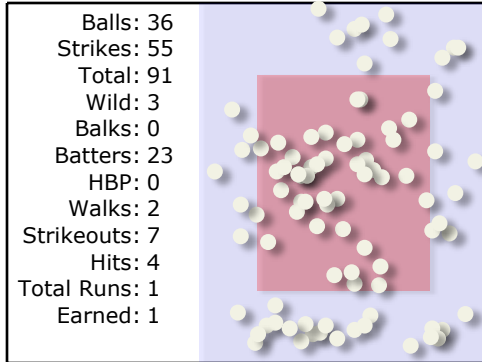 Balls: 36
Strikes: 55
Total: 91
Wild: 3
Balks: 0
Batters: 23
HBP: 0
Walks: 2
Strikeouts: 7
Hits: 4
Total Runs: 1
Earned: 1